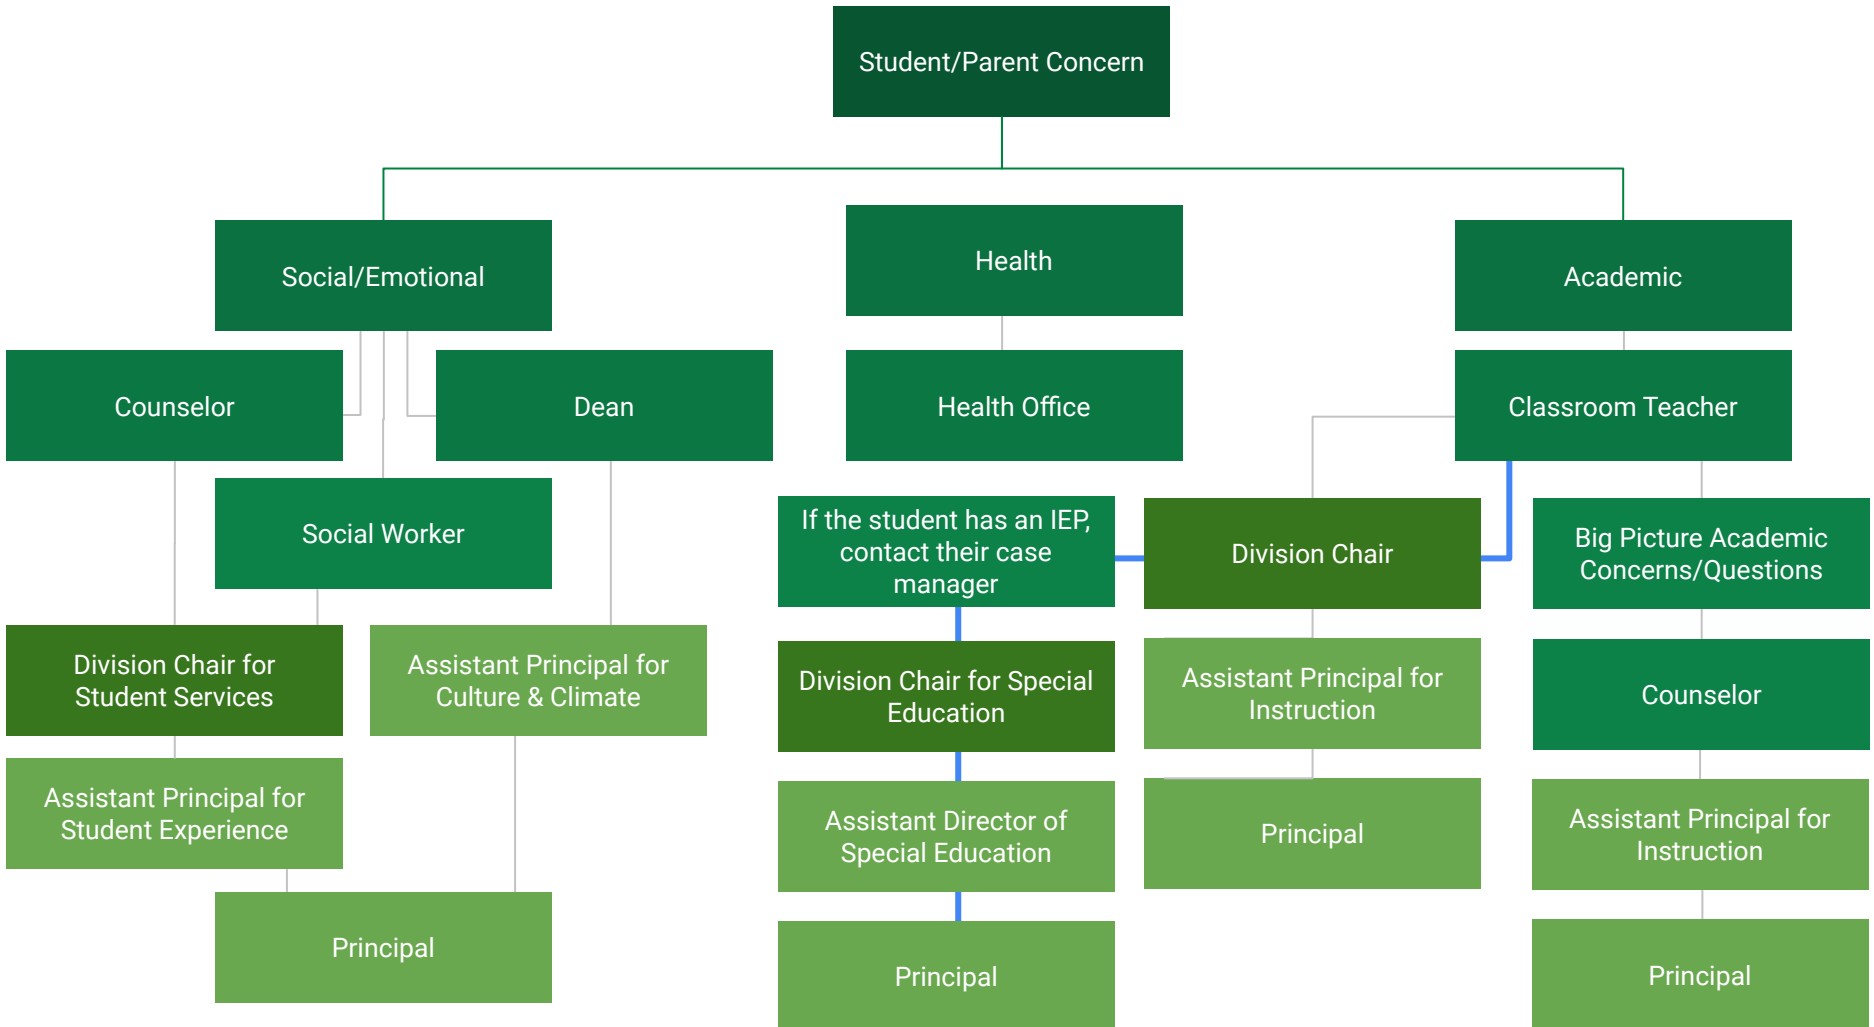 Student/Parent Concern
Social/Emotional
Health
Academic
Counselor
Dean
Health Office
Classroom Teacher
Social Worker
If the student has an IEP,
contact their case
manager
Division Chair
Big Picture Academic
Concerns/Questions
Division Chair for
Student Services
Assistant Principal for
Culture & Climate
Division Chair for Special
Education
Assistant Principal for
Instruction
Counselor
Assistant Principal for
Student Experience
Assistant Director of
Special Education
Principal
Assistant Principal for
Instruction
Principal
Principal
Principal